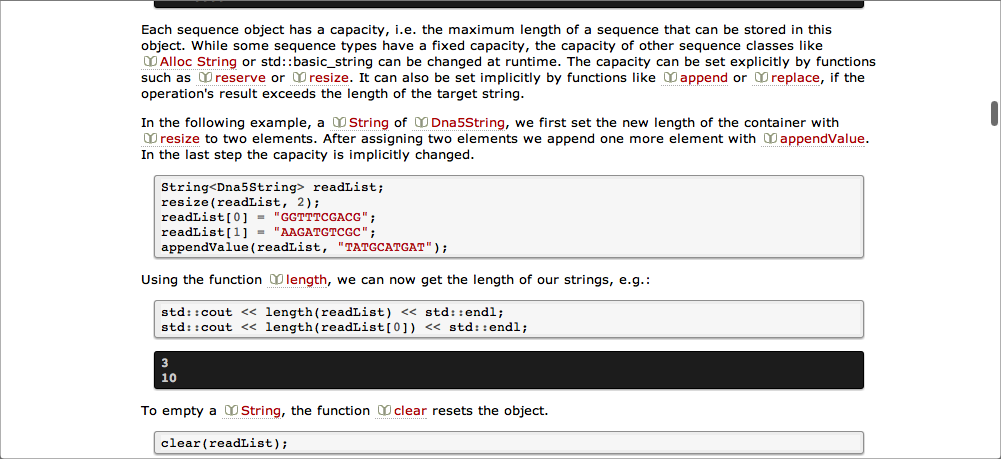 Each sequence object has a capacity, i.e. the maximum length of a sequence that can be stored in this
object. While some sequence types have a fixed capacity, the capacity of other sequence classes like
Alloc String or std::basic_string can be changed at runtime. The capacity can be set explicitly by functions
such as reserve or resize. It can also be set implicitly by functions like append or replace, if the
operation's result exceeds the length of the target string.
In the following example, a String of Dna5String, we first set the new length of the container with
resize to two elements. After assigning two elements we append one more element with appendValue.
In the last step the capacity is implicitly changed.
String<Dna5String> readList;
resize(readList, 2);
readList[0] = "GGTTTCGACG";
readList[1] = "AAGATGTCGC";
appendValue(readList, "TATGCATGAT");
Using the function length, we can now get the length of our strings, e.g.:
std::cout << length(readList) << std::endl;
std::cout << length(readList[0]) << std::endl;
3
10
To empty a String, the function clear resets the object.
clear(readList);